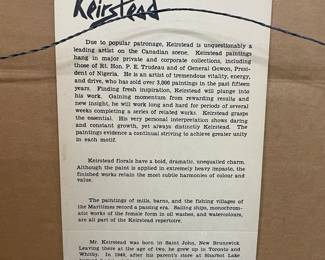 Keirstead
Due to popular patronage, Keirstead is unquestionably a
leading artist on the Canadian scene. Keirstead paintings
hang in major private and corporate collections, including
those of Rt. Hon. P. E. Trudeau and of General Gowon, Presi-
dent of Nigeria. He is an artist of tremendous vitality, energy,
and drive, who has sold over 3,000 paintings in the past fifteen
years. Finding fresh inspiration, Keirstead will plunge into
his work. Gaining momentum from rewarding results and
new insight, he will work long and hard for periods of several
weeks completing a series of related works. Keirstead grasps
the essential. His very personal interpretation shows daring
and constant growth, yet always distinctly Keirstead. The
paintings evidence a continual striving to achieve greater unity
in each motif.
Keirstead florals have a bold, dramatic, unequalled charm.
Although the paint is applied in extremely heavy impasto, the
finished works retain the most subtle harmonies of colour and
value.
The paintings of mills, barns, and the fishing villages of
the Maritimes record a passing era. Sailing ships, monochrom-
atic works of the female form in oil washes, and watercolours,
are all part of the Keirstead repertoire.
Mr. Keirstead was born in Saint John, New Brunswick.
Leaving there at the age of two, he grew up in Toronto and
Whitby. In 1949, after his parent's store at Sharbot Lake